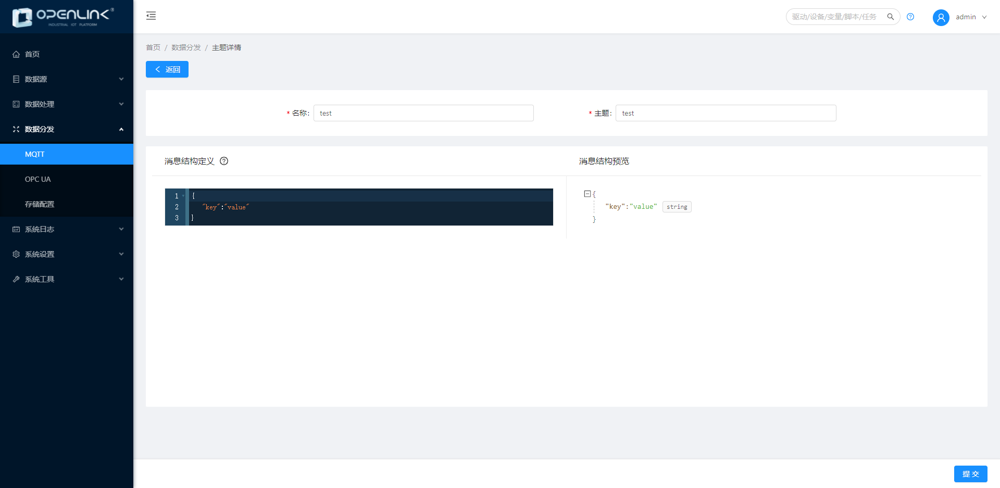 OPENLINK®
INDUSTRIAL IOT PLATFORM
驱动/设备/变量/脚本/任务
admin
首页
数据源
数据处理
数据分发
MQTT
OPC UA
存储配置
系统日志
系统设置
系统工具
首页 / 数据分发 / 主题详情
返回
* 名称: test
* 主题: test
消息结构定义
1 {
2 "key":"value"
3 }
消息结构预览
{
"key":"value" string
}
提 交